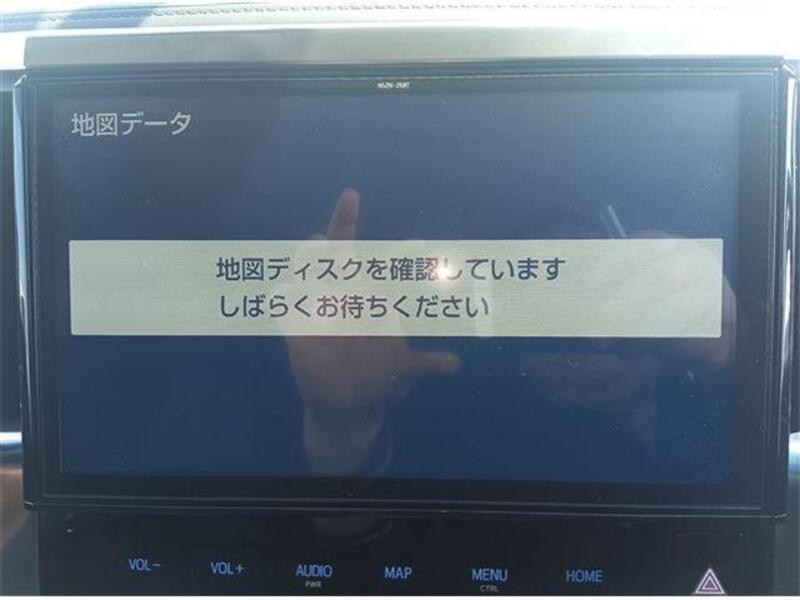 地図データ
地図ディスクを確認しています
しばらくお待ちください
VOL−
VOL+
AUDIO
PWR
MAP
MENU
CTRL
HOME